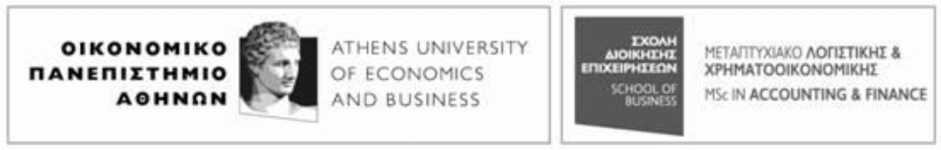 ΟΙΚΟΝΟΜΙΚΟ
ΠΑΝΕΠΙΣΤΗΜΙΟ
ΑΘΗΝΩΝ
ATHENS UNIVERSITY
OF ECONOMICS
AND BUSINESS
ΣΧΟΛΗ
ΔΙΟΙΚΗΣΗΣ
ΕΠΙΧΕΙΡΗΣΕΩΝ
SCHOOL OF
BUSINESS
ΜΕΤΑΠΤΥΧΙΑΚΟ ΛΟΓΙΣΤΙΚΗΣ &
ΧΡΗΜΑΤΟΟΙΚΟΝΟΜΙΚΗΣ
MSc IN ACCOUNTING & FINANCE